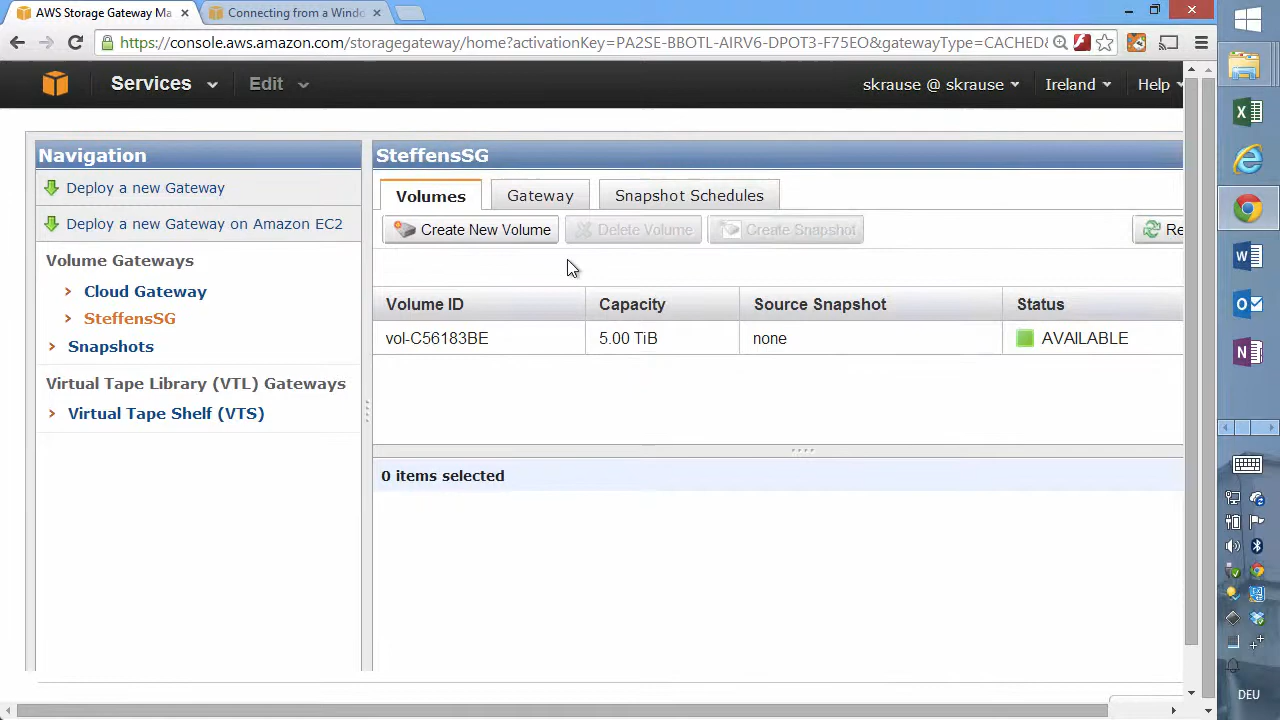 AWS Storage Gateway Ma
Connecting from a Windo
https://console.aws.amazon.com/storagegateway/home?activationKey=PA2SE-BBOTL-AIRV6-DPOT3-F75EO&gatewayType=CACHED&
Services Edit skrause @ skrause Ireland Help
Navigation
Deploy a new Gateway
Deploy a new Gateway on Amazon EC2
Volume Gateways
Cloud Gateway
SteffensSG
Snapshots
Virtual Tape Library (VTL) Gateways
Virtual Tape Shelf (VTS)
SteffensSG
Volumes Gateway Snapshot Schedules
Create New Volume Delete Volume Create Snapshot Re
Volume ID Capacity Source Snapshot Status
vol-C56183BE 5.00 TiB none AVAILABLE
0 items selected
DEU